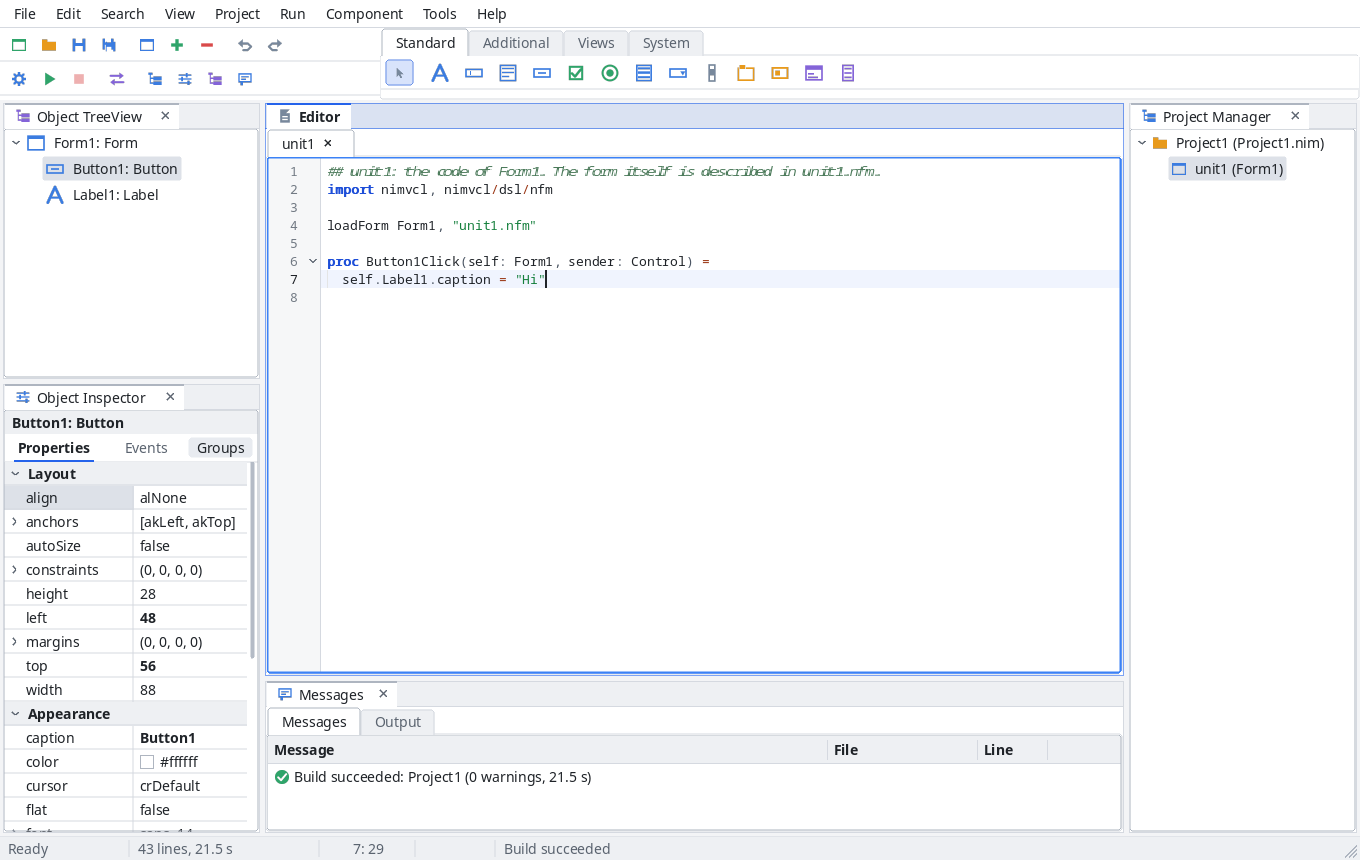 File Edit Search View Project Run Component Tools Help
Standard Additional Views System
Object TreeView
Form1: Form
Button1: Button
Label1: Label
Object Inspector
Button1: Button
Properties Events Groups
Layout
align alNone
anchors [akLeft, akTop]
autoSize false
constraints (0, 0, 0, 0)
height 28
left 48
margins (0, 0, 0, 0)
top 56
width 88
Appearance
caption Button1
color #ffffff
cursor crDefault
flat false
Editor
unit1
1 ## unit1: the code of Form1. The form itself is described in unit1.nfm.
2 import nimvcl, nimvcl/dsl/nfm
3
4 loadForm Form1, "unit1.nfm"
5
6 proc Button1Click(self: Form1, sender: Control) =
7 self.Label1.caption = "Hi"
8
Messages
Messages Output
Message File Line
Build succeeded: Project1 (0 warnings, 21.5 s)
Project Manager
Project1 (Project1.nim)
unit1 (Form1)
Ready 43 lines, 21.5 s 7: 29 Build succeeded